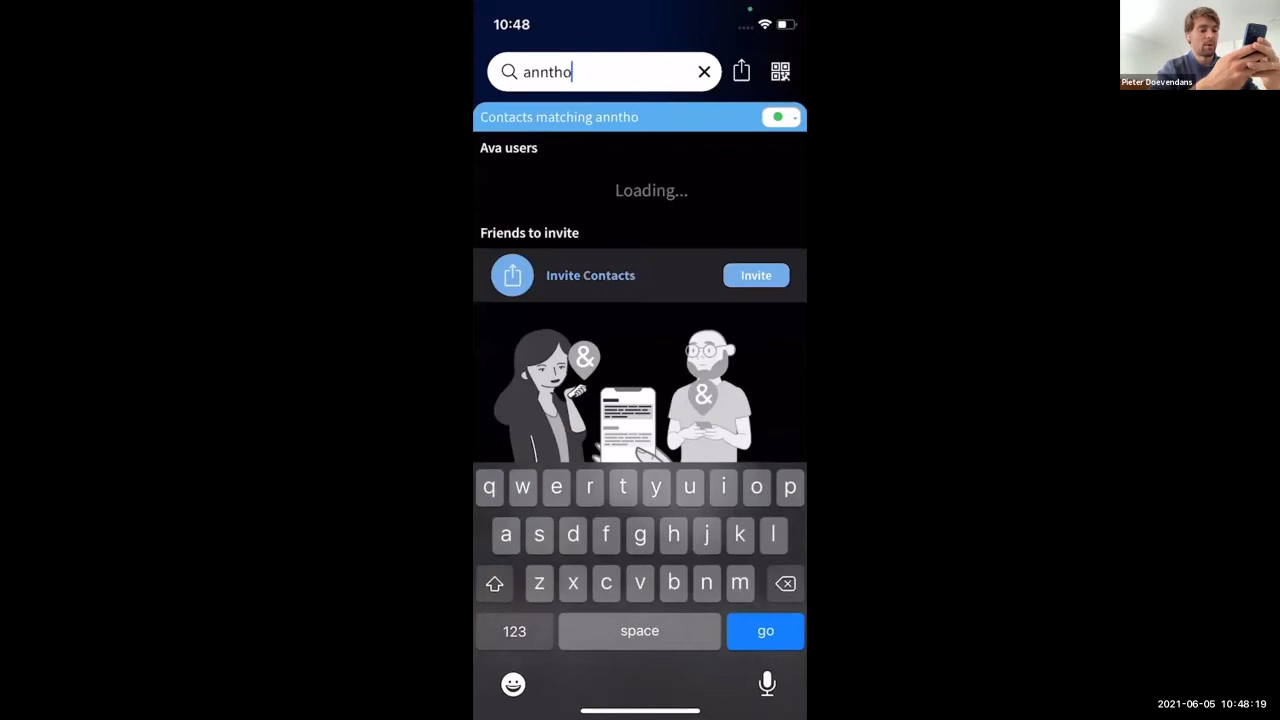 10:48
anntho
Contacts matching anntho
Ava users
Loading...
Friends to invite
Invite Contacts
Invite
&
&
q w e r t y u i o p
a s d f g h j k l
z x c v b n m
123 space go
Pieter Doevendans
2021-06-05 10:48:19